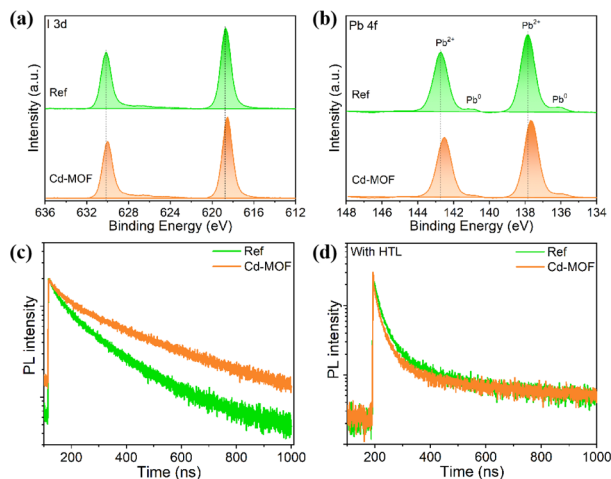 (a)
I 3d
Ref
Cd-MOF
Intensity (a.u.)
636 632 628 624 620 616 612
Binding Energy (eV)
(b)
Pb 4f
Pb2+
Pb2+
Pb0
Pb0
Ref
Cd-MOF
Intensity (a.u.)
148 146 144 142 140 138 136 134
Binding Energy (eV)
(c)
Ref
Cd-MOF
PL intensity
200 400 600 800 1000
Time (ns)
(d)
With HTL
Ref
Cd-MOF
PL intensity
200 400 600 800 1000
Time (ns)